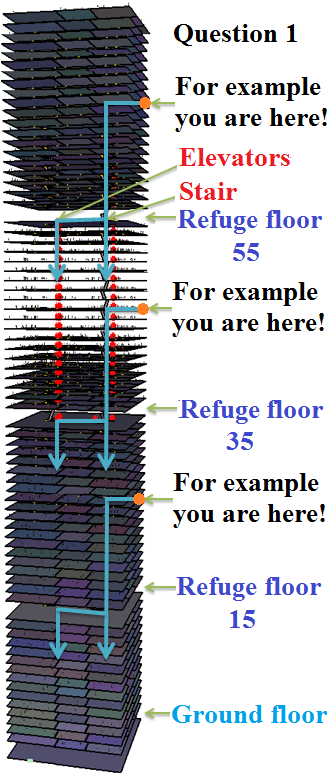 Question 1
For example
you are here!
Elevators
Stair
Refuge floor
55
For example
you are here!
Refuge floor
35
For example
you are here!
Refuge floor
15
Ground floor